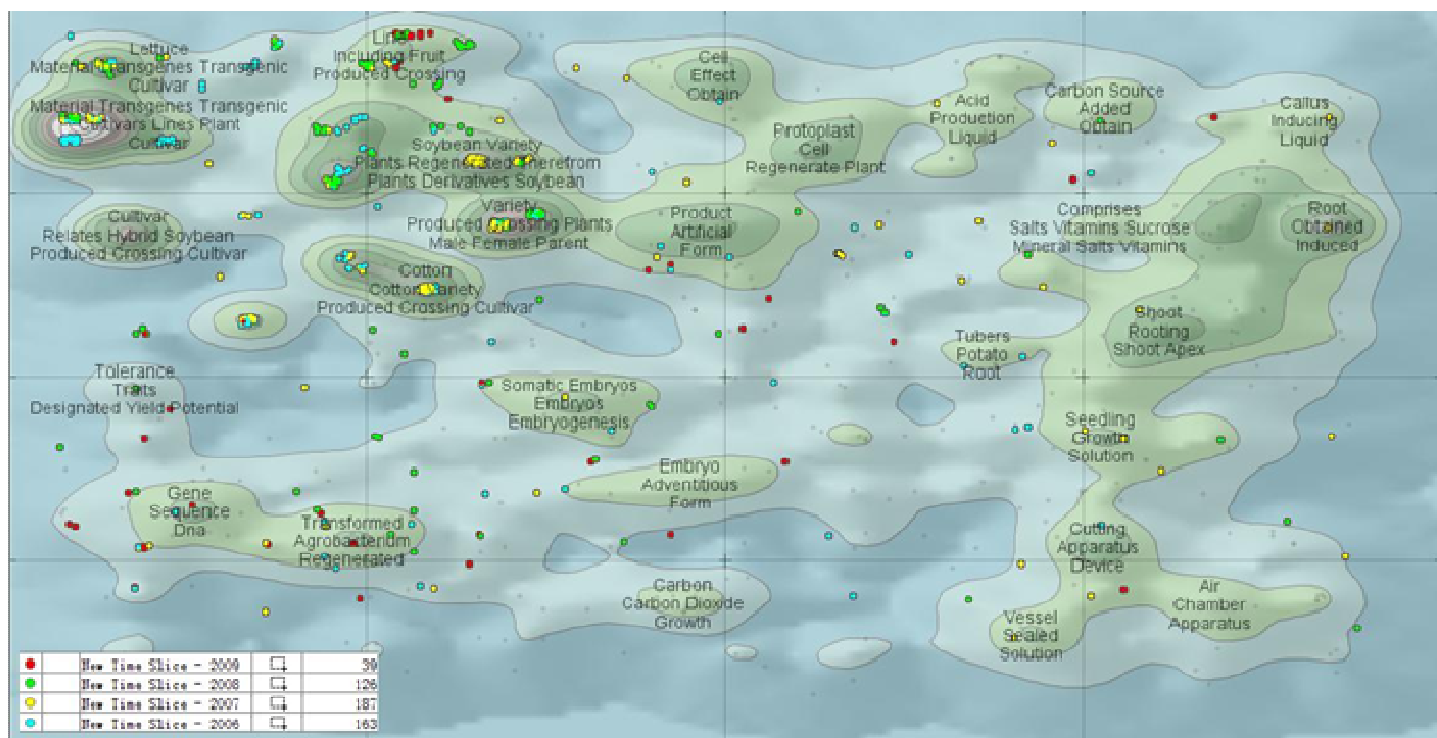 Lettuce
Material Transgenes Transgenic
Cultivar
Material Transgenes Transgenic
Cultivars Lines Plant
Cultivar
Line
Including Fruit
Produced Crossing
Cell
Effect
Obtain
Acid
Production
Liquid
Carbon Source
Added
Obtain
Callus
Inducing
Liquid
Protoplast
Cell
Regenerate Plant
Soybean Variety
Plants Regenerated Therefrom
Plants Derivatives Soybean
Cultivar
Relates Hybrid Soybean
Produced Crossing Cultivar
Variety
Produced Crossing Plants
Male Female Parent
Product
Artificial
Form
Comprises
Salts Vitamins Sucrose
Mineral Salts Vitamins
Root
Obtained
Induced
Cotton
Cotton Variety
Produced Crossing Cultivar
Shoot
Rooting
Shoot Apex
Tubers
Potato
Root
Tolerance
Traits
Designated Yield Potential
Somatic Embryos
Embryos
Embryogenesis
Seedling
Growth
Solution
Embryo
Adventitious
Form
Gene
Sequence
Dna
Transformed
Agrobacterium
Regenerated
Cutting
Apparatus
Device
Carbon
Carbon Dioxide
Growth
Air
Chamber
Apparatus
Vessel
Sealed
Solution
New Time Slice - 2009 39
New Time Slice - 2008 126
New Time Slice - 2007 187
New Time Slice - 2006 163